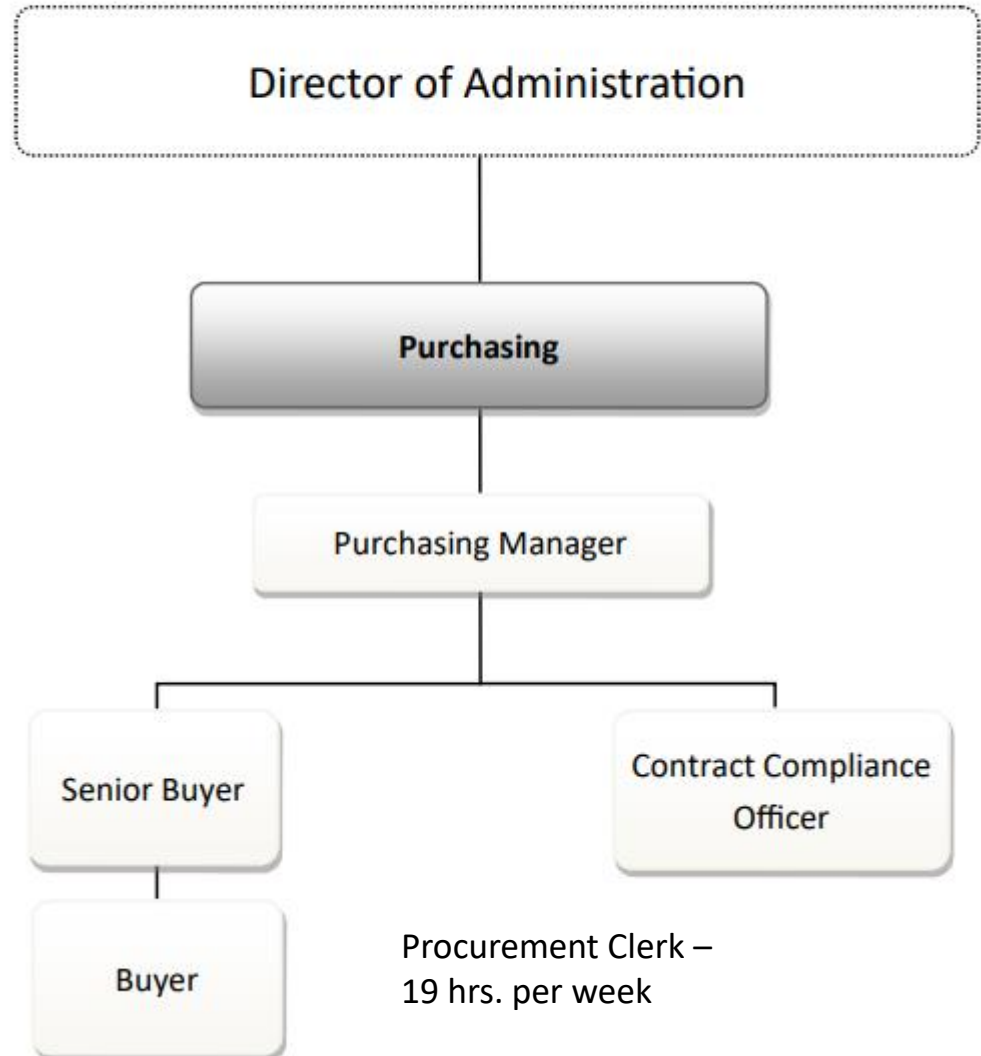 Director of Administration
Purchasing
Purchasing Manager
Senior Buyer
Contract Compliance
Officer
Buyer
Procurement Clerk –
19 hrs. per week